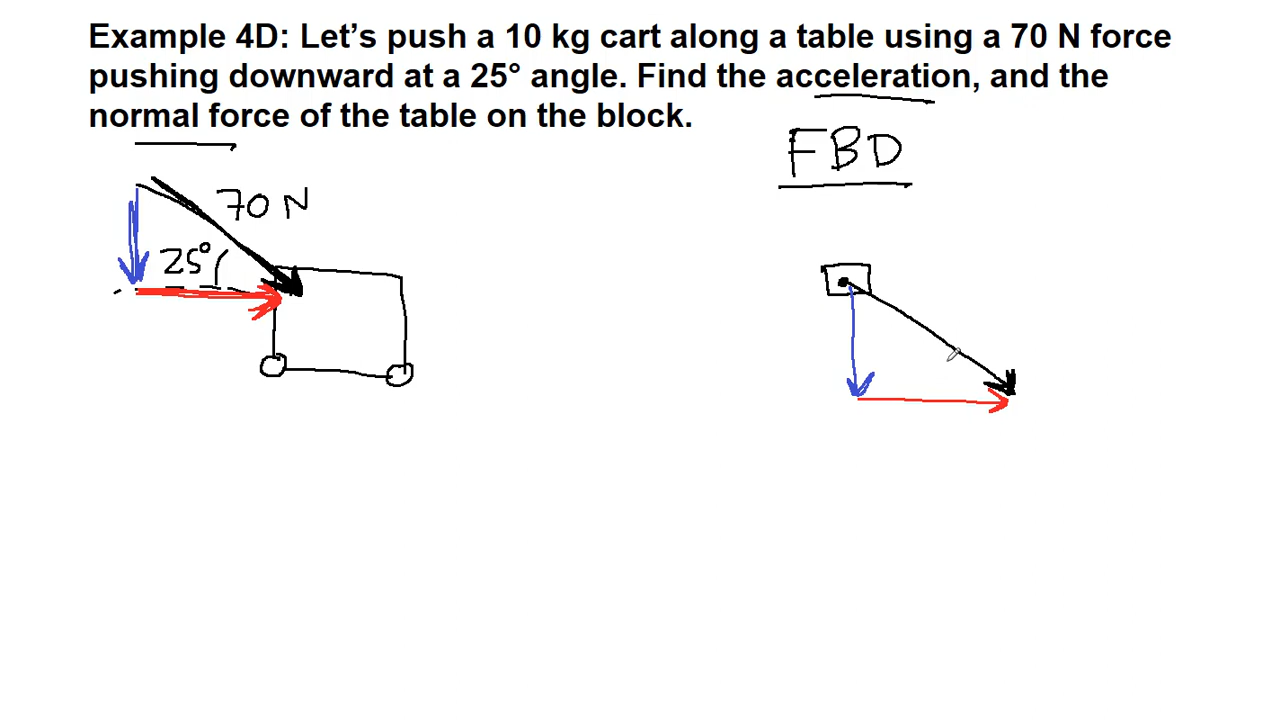 Example 4D: Let’s push a 10 kg cart along a table using a 70 N force
pushing downward at a 25° angle. Find the acceleration, and the
normal force of the table on the block.
FBD
70 N
25°